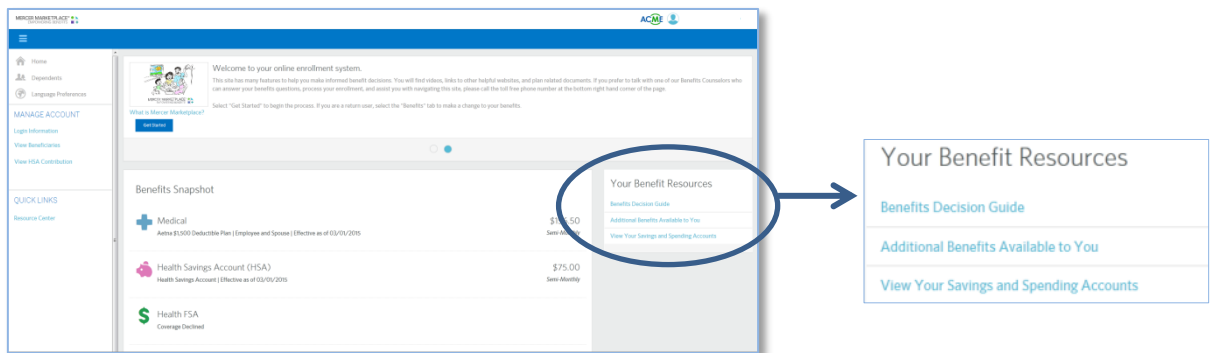 MERCER MARKETPLACE
EMPOWERING BENEFITS
ACME
Home
Dependents
Language Preferences
MANAGE ACCOUNT
Login Information
View Beneficiaries
View HSA Contribution
QUICK LINKS
Resource Center
MERCER MARKETPLACE
What is Mercer Marketplace?
Get Started
Welcome to your online enrollment system.
This site has many features to help you make informed benefit decisions. You will find videos, links to other helpful websites, and plan related documents. If you prefer to talk with one of our Benefits Counselors who
can answer your benefits questions, process your enrollment, and assist you with navigating this site, please call the toll free phone number at the bottom right hand corner of the page.
Select "Get Started" to begin the process. If you are a return user, select the "Benefits" tab to make a change to your benefits.
Benefits Snapshot
Medical
Aetna $1,500 Deductible Plan | Employee and Spouse | Effective as of 03/01/2015
Semi-Monthly
Health Savings Account (HSA)
$75.00
Health Savings Account | Effective as of 03/01/2015
Semi-Monthly
Health FSA
Coverage Declined
Your Benefit Resources
Benefits Decision Guide
Additional Benefits Available to You
View Your Savings and Spending Accounts
Your Benefit Resources
Benefits Decision Guide
Additional Benefits Available to You
View Your Savings and Spending Accounts